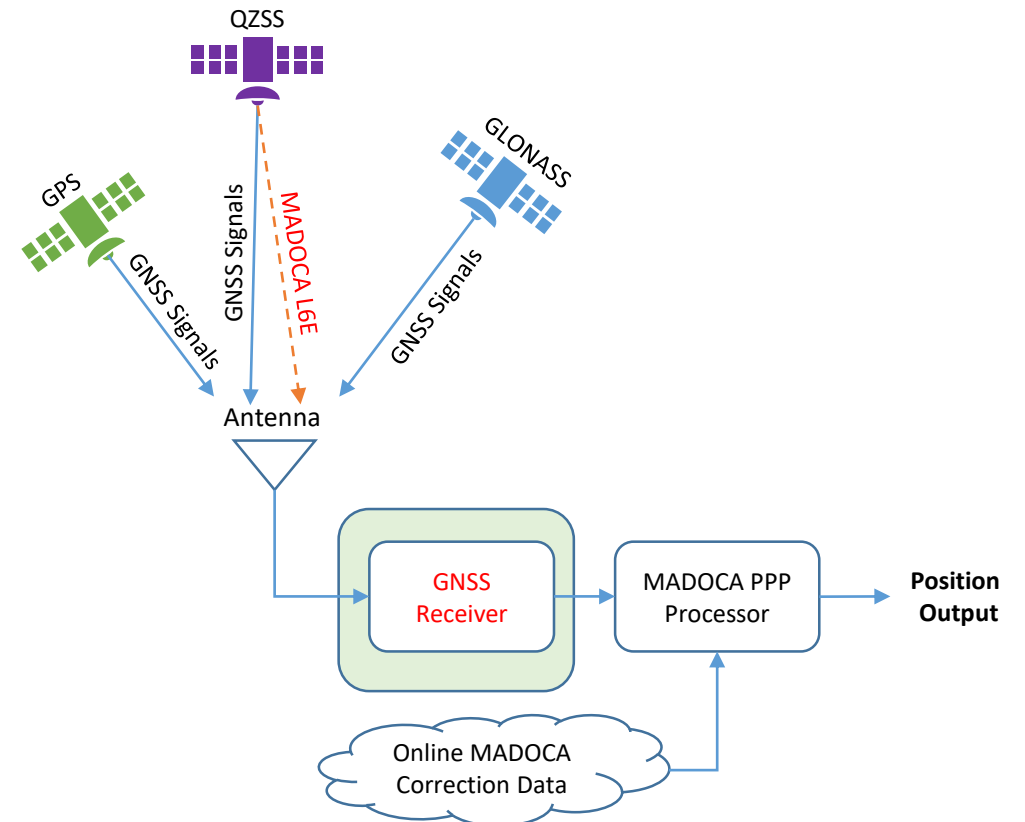 QZSS
GLONASS
GPS
GNSS Signals
GNSS Signals
MADOCA L6E
GNSS Signals
Antenna
GNSS
Receiver
MADOCA PPP
Processor
Position
Output
Online MADOCA
Correction Data